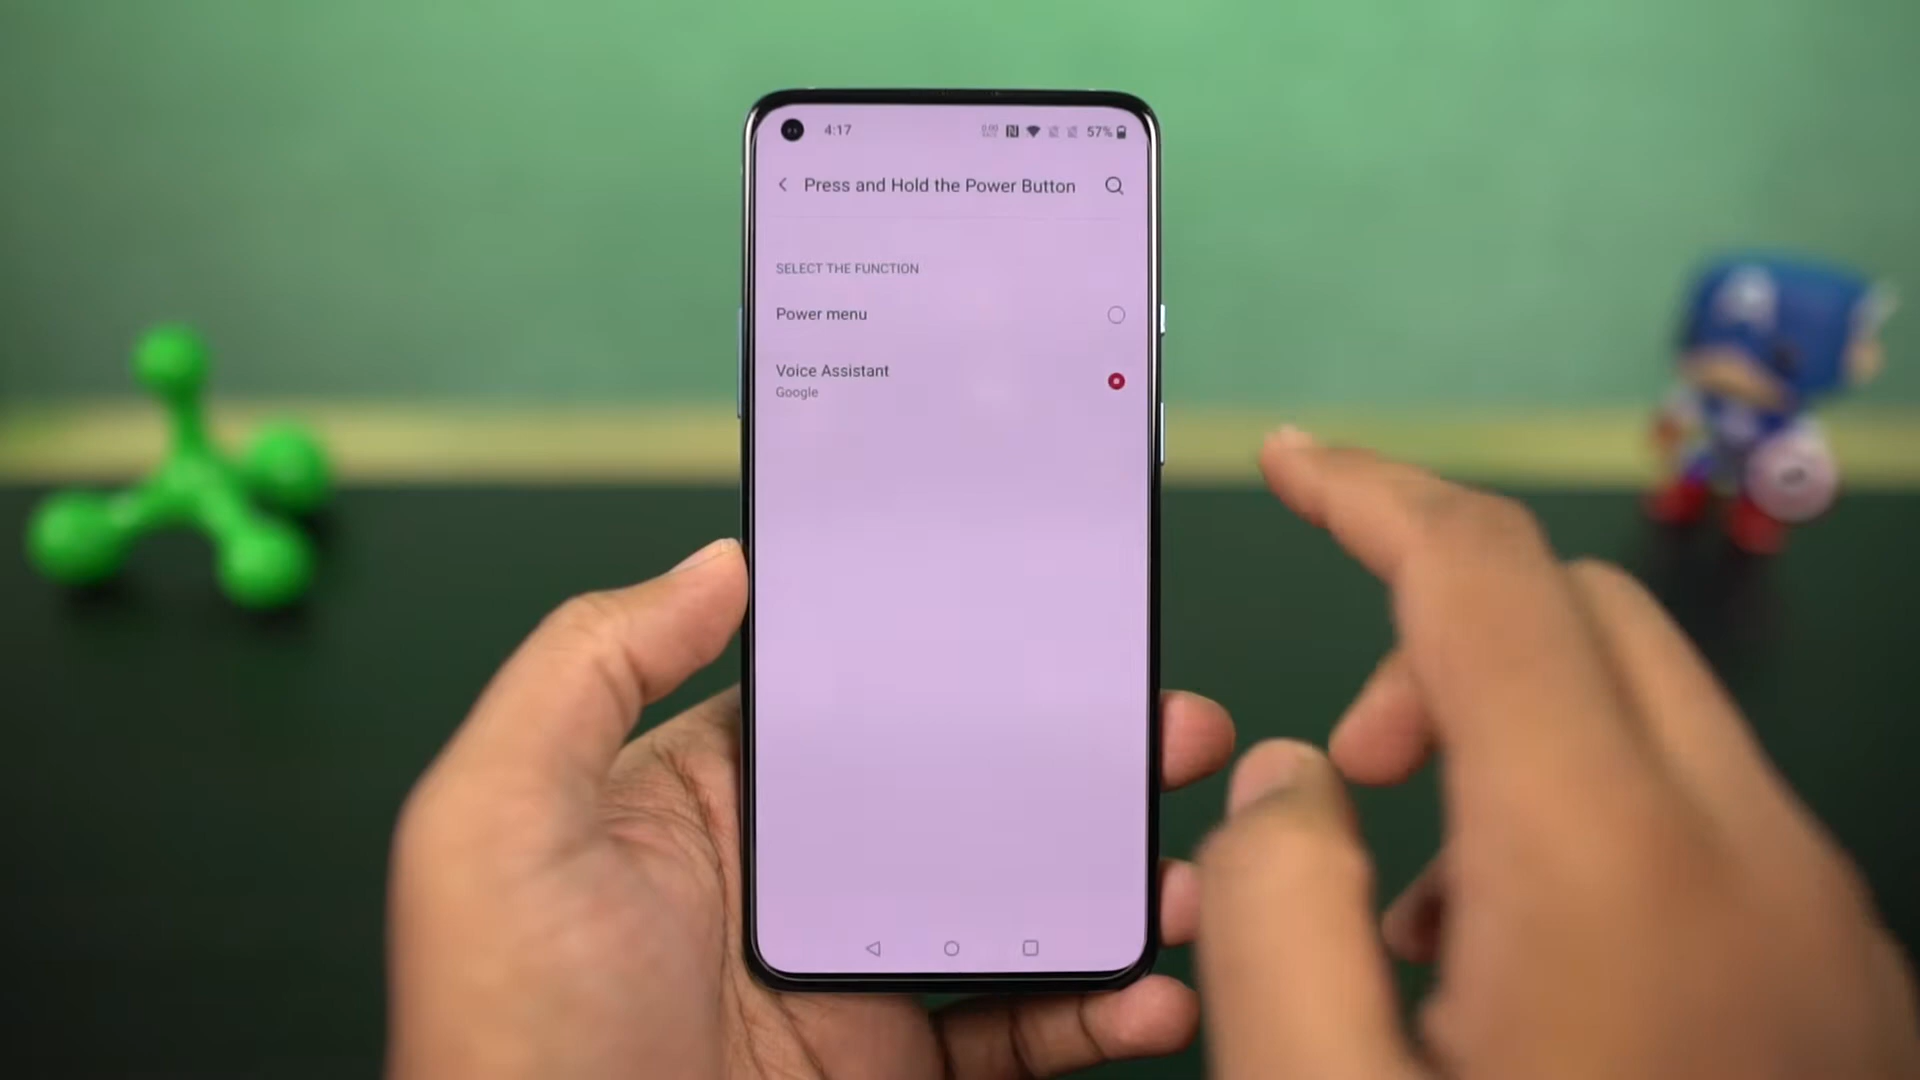 4:17
57%
Press and Hold the Power Button
SELECT THE FUNCTION
Power menu
Voice Assistant
Google